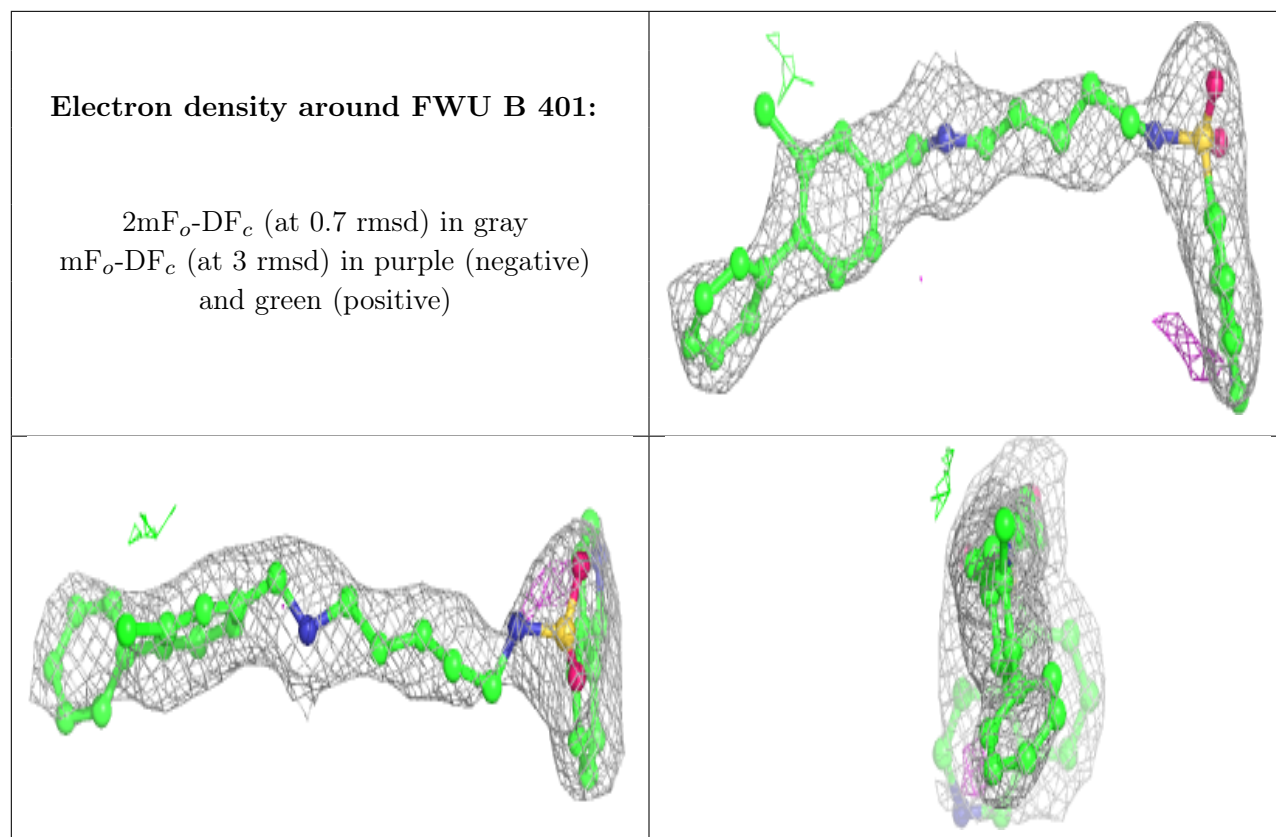 Electron density around FWU B 401:
2mFo-DFc (at 0.7 rmsd) in gray
mFo-DFc (at 3 rmsd) in purple (negative)
and green (positive)